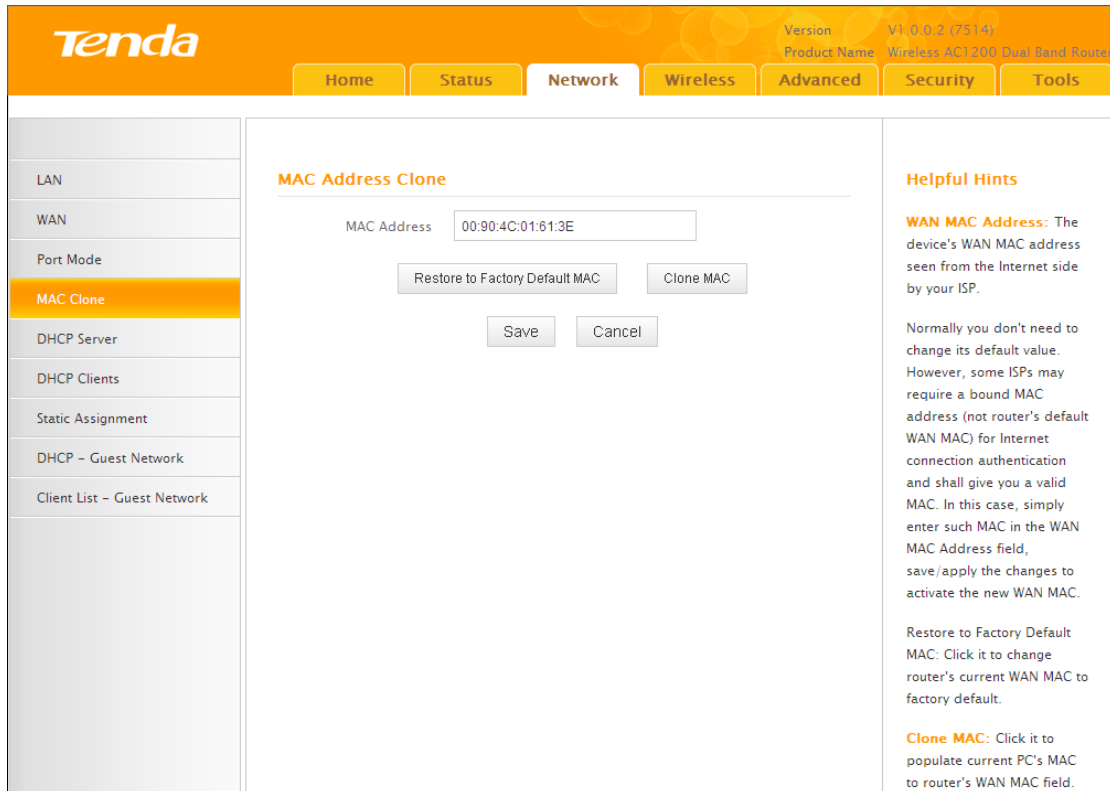 Tenda
Version V1.0.0.2 (7514)
Product Name Wireless AC1200 Dual Band Router
Home Status Network Wireless Advanced Security Tools
LAN
WAN
Port Mode
MAC Clone
DHCP Server
DHCP Clients
Static Assignment
DHCP – Guest Network
Client List – Guest Network
MAC Address Clone
MAC Address 00:90:4C:01:61:3E
Restore to Factory Default MAC Clone MAC
Save Cancel
Helpful Hints
WAN MAC Address: The
device's WAN MAC address
seen from the Internet side
by your ISP.
Normally you don't need to
change its default value.
However, some ISPs may
require a bound MAC
address (not router's default
WAN MAC) for Internet
connection authentication
and shall give you a valid
MAC. In this case, simply
enter such MAC in the WAN
MAC Address field,
save/apply the changes to
activate the new WAN MAC.
Restore to Factory Default
MAC: Click it to change
router's current WAN MAC to
factory default.
Clone MAC: Click it to
populate current PC's MAC
to router's WAN MAC field.